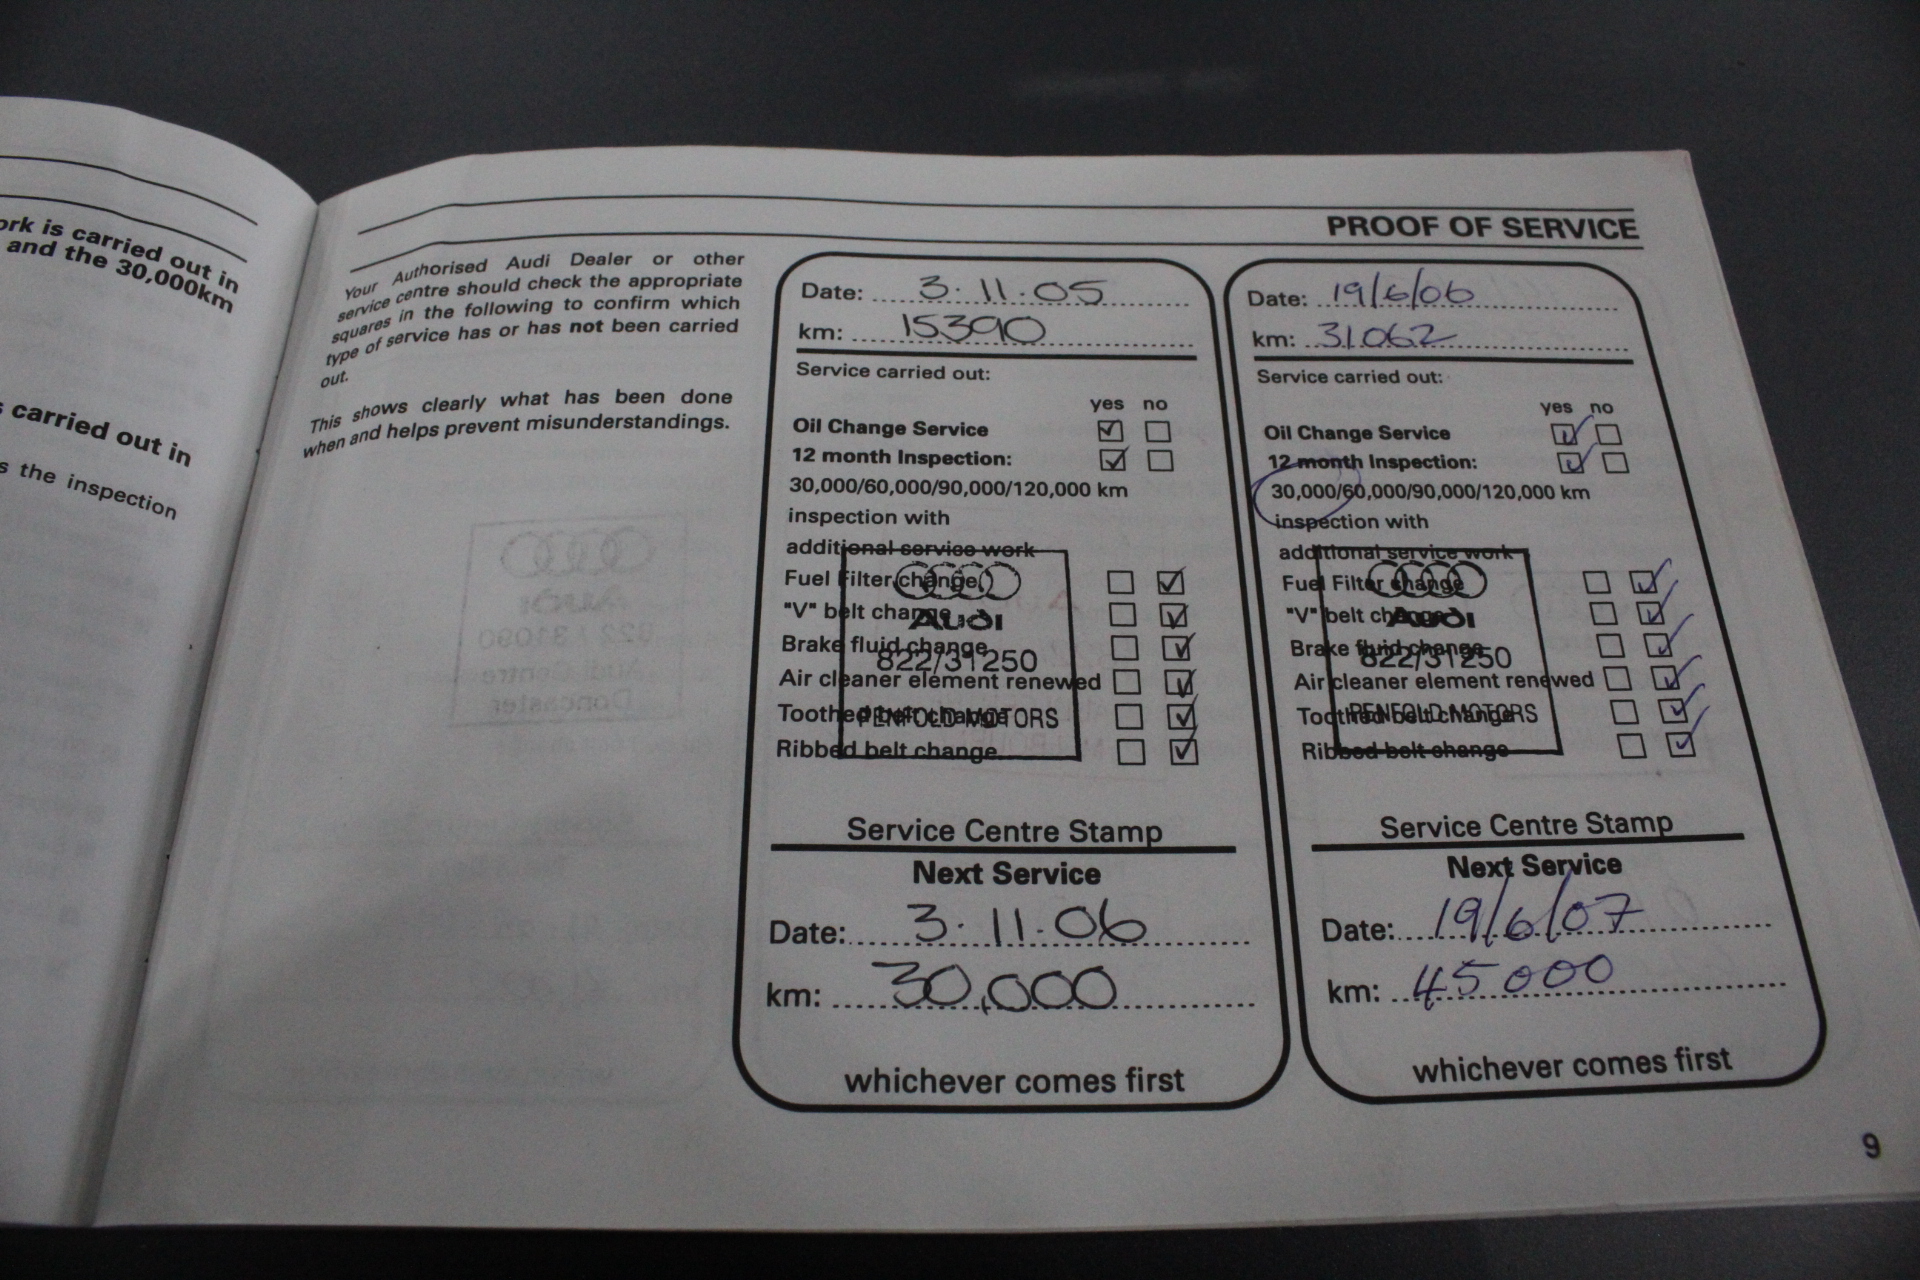 ork is carried out in
and the 30,000km
s carried out in
s the inspection
PROOF OF SERVICE
Your Authorised Audi Dealer or other
service centre should check the appropriate
squares in the following to confirm which
type of service has or has not been carried
out.
This shows clearly what has been done
when and helps prevent misunderstandings.
Date: 3.11.05
km: 15390
Service carried out:
yes no
Oil Change Service
12 month Inspection:
30,000/60,000/90,000/120,000 km
inspection with
additional service work
Fuel Filter change
"V" belt change
Audi
Brake fluid change
822/31250
Air cleaner element renewed
Toothed belt change
PENFOLD MOTORS
Ribbed belt change
Service Centre Stamp
Next Service
Date: 3.11.06
km: 30,000
whichever comes first
Date: 19/6/06
km: 31062
Service carried out:
yes no
Oil Change Service
12 month Inspection:
30,000/60,000/90,000/120,000 km
inspection with
additional service work
Fuel Filter change
"V" belt change
Audi
Brake fluid change
822/31250
Air cleaner element renewed
Toothed belt change
PENFOLD MOTORS
Ribbed belt change
Service Centre Stamp
Next Service
Date: 19/6/07
km: 45000
whichever comes first
9